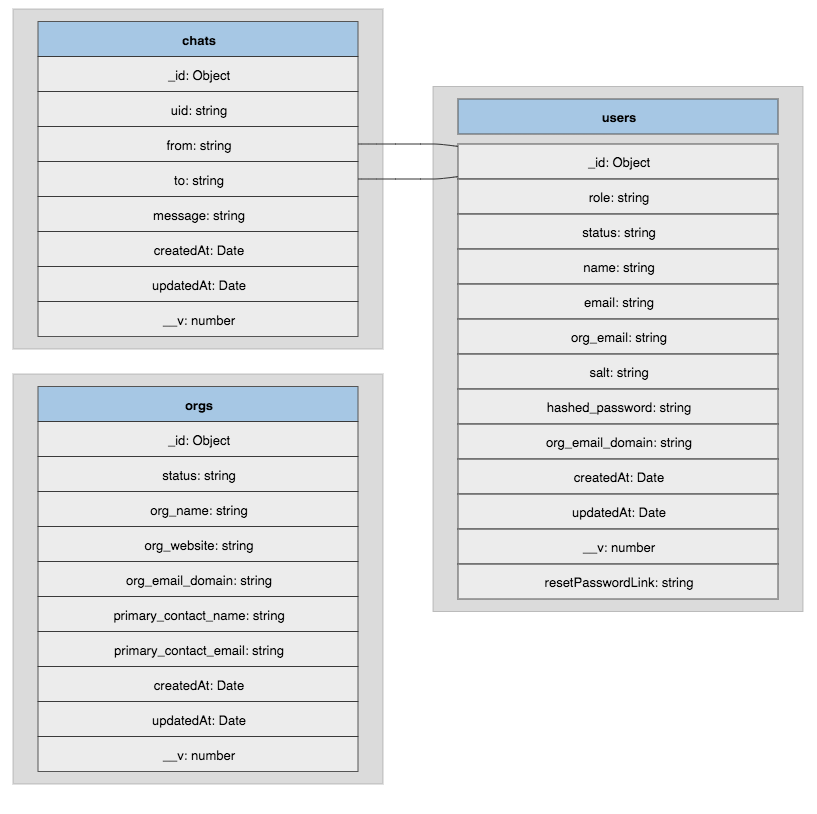 chats
_id: Object
uid: string
from: string
to: string
message: string
createdAt: Date
updatedAt: Date
__v: number
users
_id: Object
role: string
status: string
name: string
email: string
org_email: string
salt: string
hashed_password: string
org_email_domain: string
createdAt: Date
updatedAt: Date
__v: number
resetPasswordLink: string
orgs
_id: Object
status: string
org_name: string
org_website: string
org_email_domain: string
primary_contact_name: string
primary_contact_email: string
createdAt: Date
updatedAt: Date
__v: number